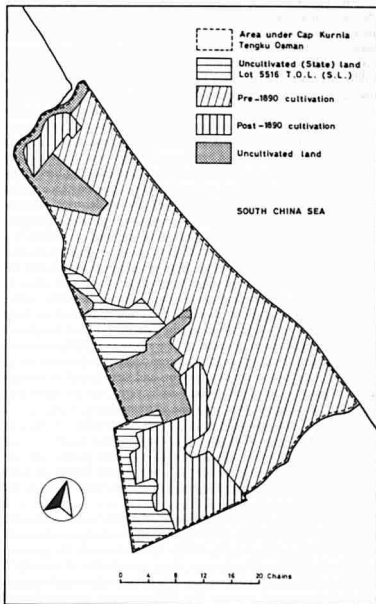 Area under Cap Kurnia
Tengku Osman
Uncultivated (State) land
Lot 5516 T.O.L. (S.L.)
Pre-1890 cultivation
Post-1890 cultivation
Uncultivated land
SOUTH CHINA SEA
0 4 8 12 16 20 Chains